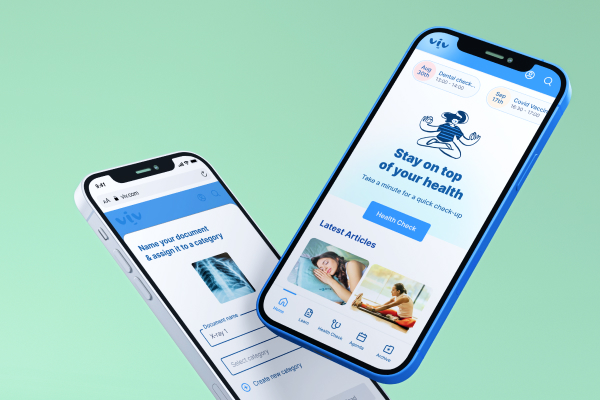 viv
Aug
20th
Dental check...
13:00 - 14:00
Sep
17th
Covid Vaccin
16:30 - 17:00
Stay on top
of your health
Take a minute for a quick check-up
Health Check
Latest Articles
Home
Learn
Health Check
Agenda
Archive
9:41
AA
viv.com
viv
Name your document
& assign it to a category
Document name
X-ray 1
Select category
Create new category